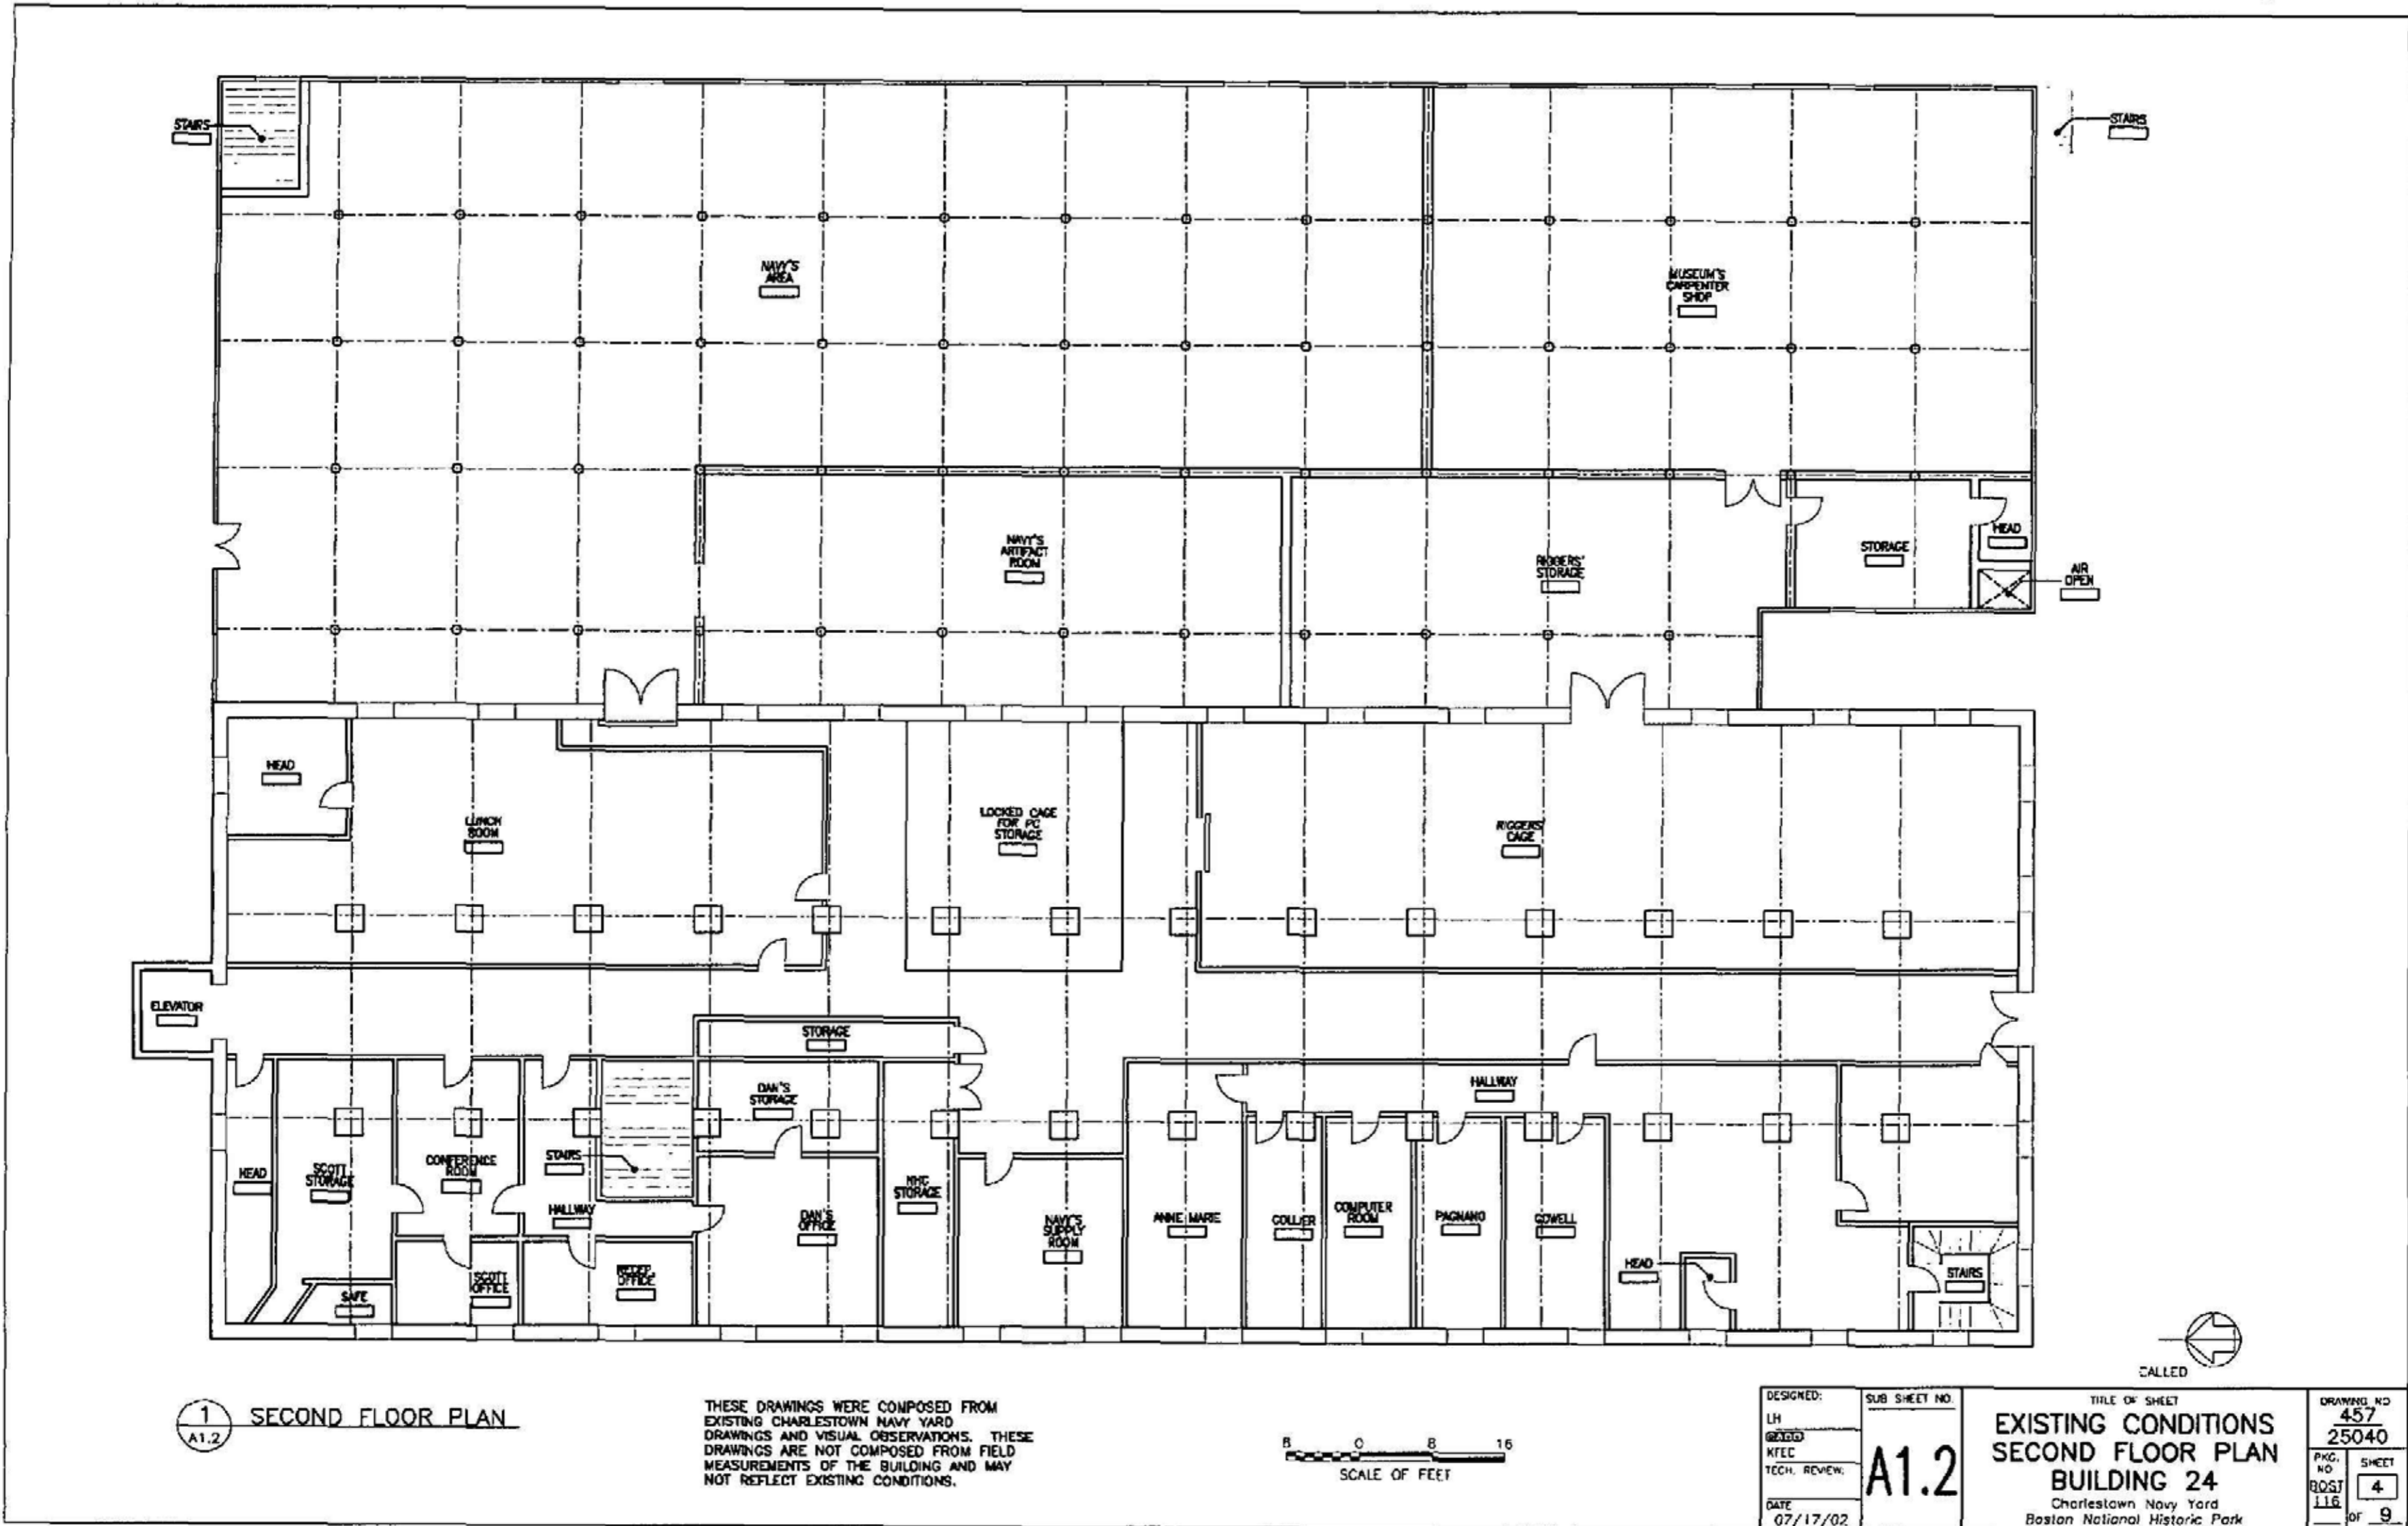 STAIRS
STAIRS
NAVY'S
AREA
MUSEUM'S
CARPENTER
SHOP
NAVY'S
ARTIFACT
ROOM
RIGGERS'
STORAGE
STORAGE
HEAD
AIR
OPEN
HEAD
LUNCH
ROOM
LOCKED CAGE
FOR PC
STORAGE
RIGGERS'
CAGE
ELEVATOR
STORAGE
DAN'S
STORAGE
HALLWAY
HEAD
SCOTT
STORAGE
CONFERENCE
ROOM
STAIRS
HALLWAY
DAN'S
OFFICE
STORAGE
NAVY'S
SUPPLY
ROOM
ANNE MARIE
COLLIER
COMPUTER
ROOM
PAGNANO
GOWELL
HEAD
STAIRS
SAFE
SCOTT
OFFICE
RECEP.
OFFICE
CALLED
1
A1.2
SECOND FLOOR PLAN
THESE DRAWINGS WERE COMPOSED FROM
EXISTING CHARLESTOWN NAVY YARD
DRAWINGS AND VISUAL OBSERVATIONS. THESE
DRAWINGS ARE NOT COMPOSED FROM FIELD
MEASUREMENTS OF THE BUILDING AND MAY
NOT REFLECT EXISTING CONDITIONS.
8 0 8 16
SCALE OF FEET
DESIGNED:
LH
CADD
KFEC
TECH. REVIEW:
DATE
07/17/02
SUB SHEET NO.
A1.2
TITLE OF SHEET
EXISTING CONDITIONS
SECOND FLOOR PLAN
BUILDING 24
Charlestown Navy Yard
Boston National Historic Park
DRAWING NO
457
25040
PKG.
NO
BOST
116
SHEET
4
OF 9